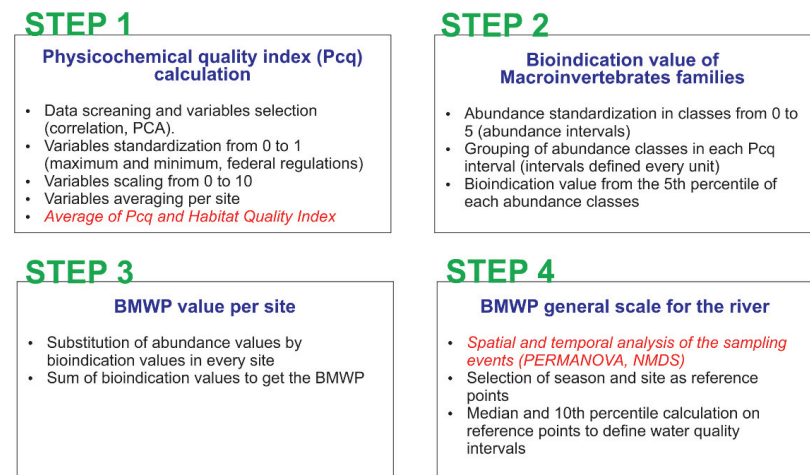 STEP 1
Physicochemical quality index (Pcq)
calculation
• Data screaning and variables selection
(correlation, PCA).
• Variables standardization from 0 to 1
(maximum and minimum, federal regulations)
• Variables scaling from 0 to 10
• Variables averaging per site
• Average of Pcq and Habitat Quality Index
STEP 2
Bioindication value of
Macroinvertebrates families
• Abundance standardization in classes from 0 to
5 (abundance intervals)
• Grouping of abundance classes in each Pcq
interval (intervals defined every unit)
• Bioindication value from the 5th percentile of
each abundance classes
STEP 3
BMWP value per site
• Substitution of abundance values by
bioindication values in every site
• Sum of bioindication values to get the BMWP
STEP 4
BMWP general scale for the river
• Spatial and temporal analysis of the sampling
events (PERMANOVA, NMDS)
• Selection of season and site as reference
points
• Median and 10th percentile calculation on
reference points to define water quality
intervals